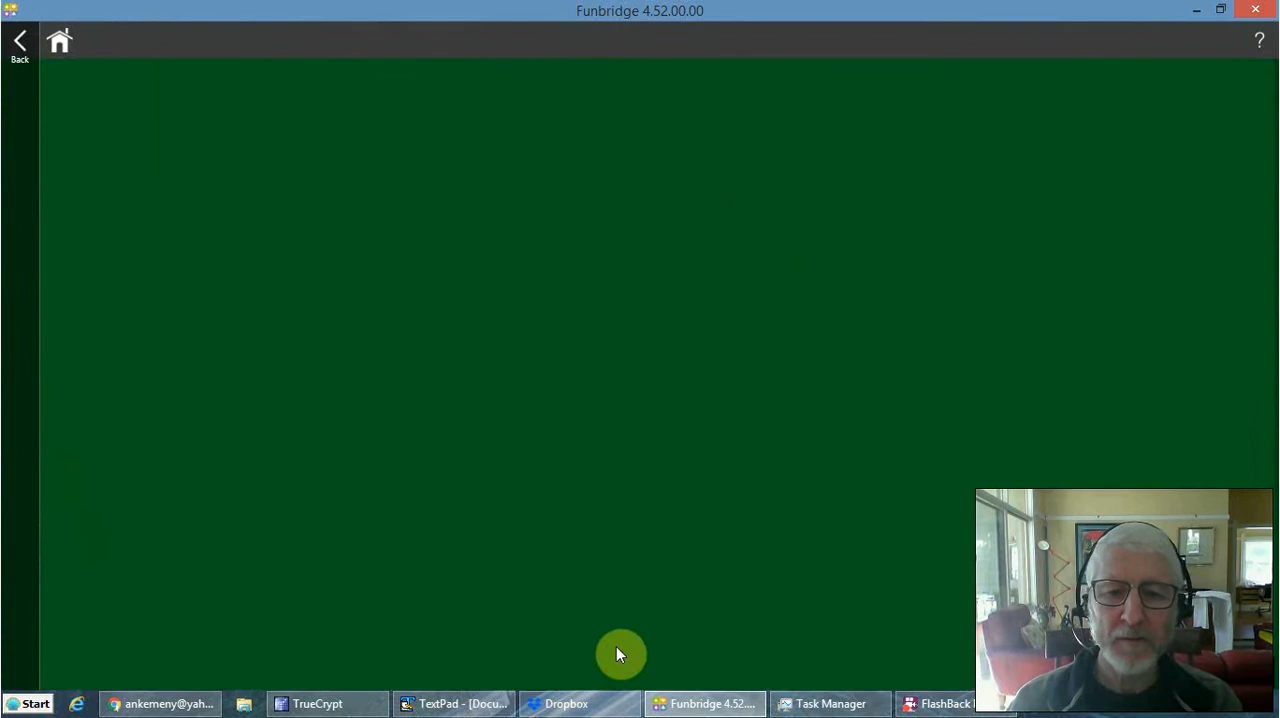 Funbridge 4.52.00.00
?
Back
Start
ankemeny@yah...
TrueCrypt
TextPad - [Docu...
Dropbox
Funbridge 4.52....
Task Manager
FlashBack